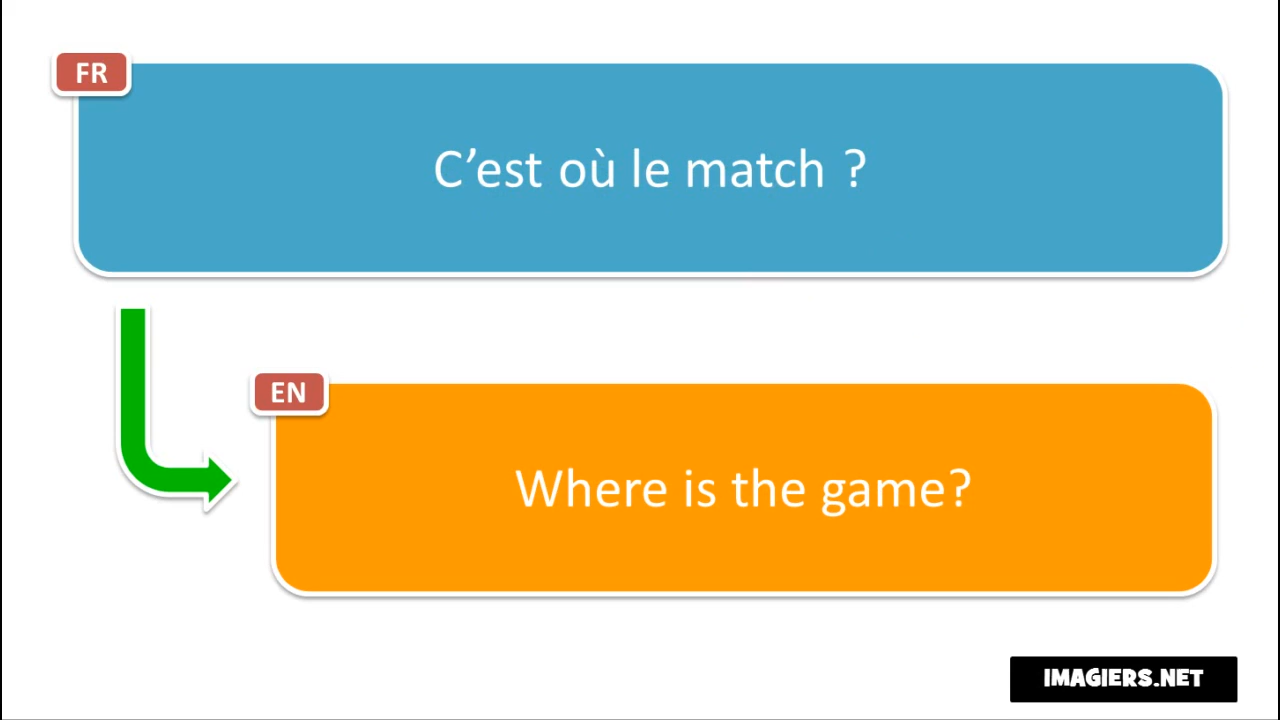 FR
C’est où le match ?
EN
Where is the game?
IMAGIERS.NET